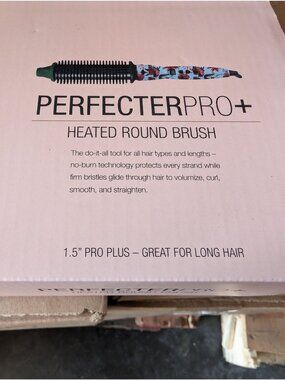 PERFECTERPRO+
HEATED ROUND BRUSH
The do-it-all tool for all hair types and lengths –
no-burn technology protects every strand while
firm bristles glide through hair to volumize, curl,
smooth, and straighten.
1.5" PRO PLUS – GREAT FOR LONG HAIR